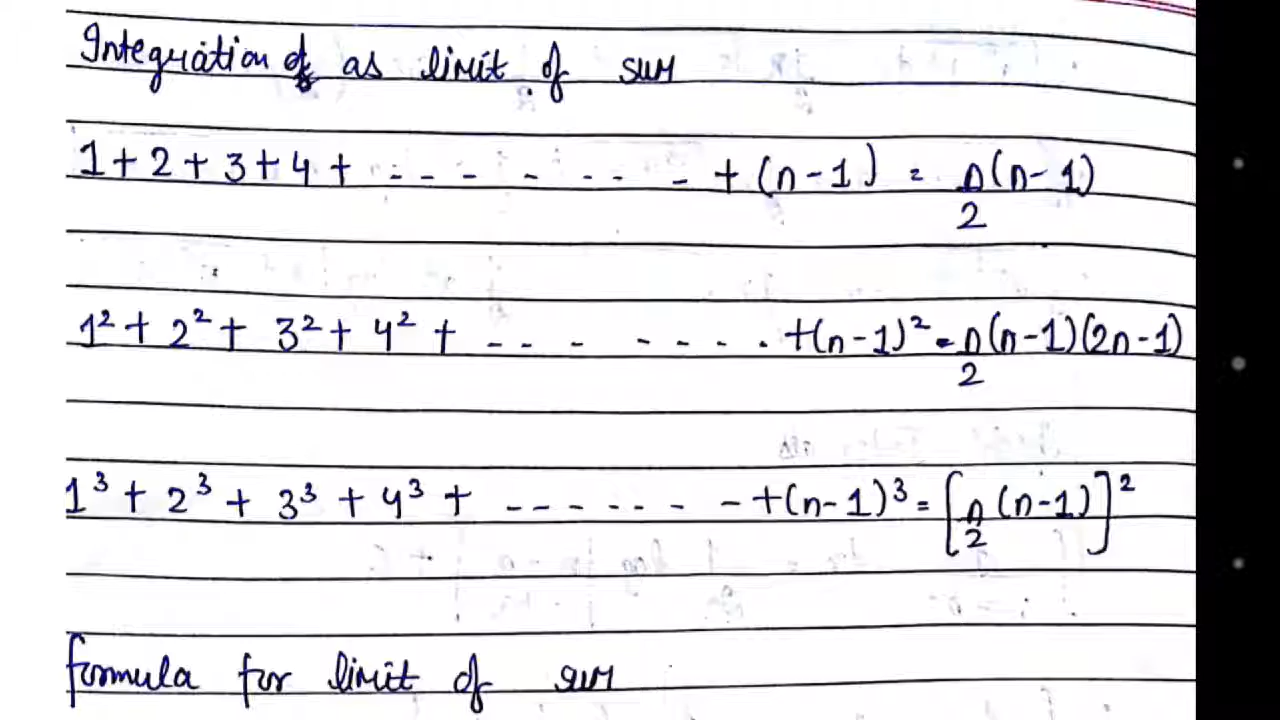 Integration of as limit of sum
1 + 2 + 3 + 4 + -- - - -- - + (n - 1) = n/2 (n - 1)
1² + 2² + 3² + 4² + -- - - - - - . + (n - 1)² = n/2 (n - 1)(2n - 1)
1³ + 2³ + 3³ + 4³ + - - - - -- - - + (n - 1)³ = [n/2 (n - 1)]²
formula for limit of sum